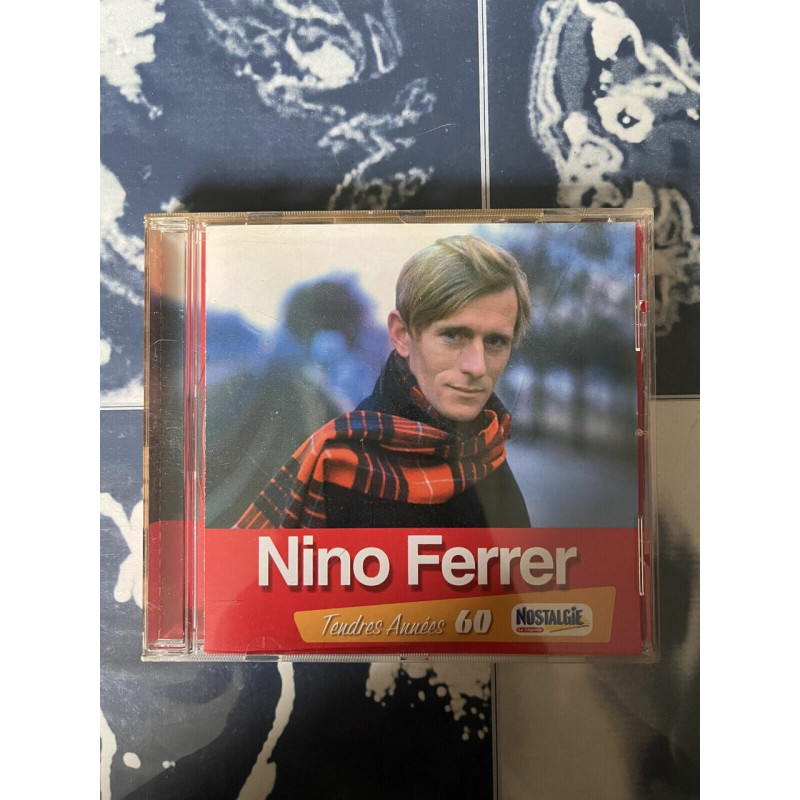 Nino Ferrer
Tendres Années 60
NOSTALGIE